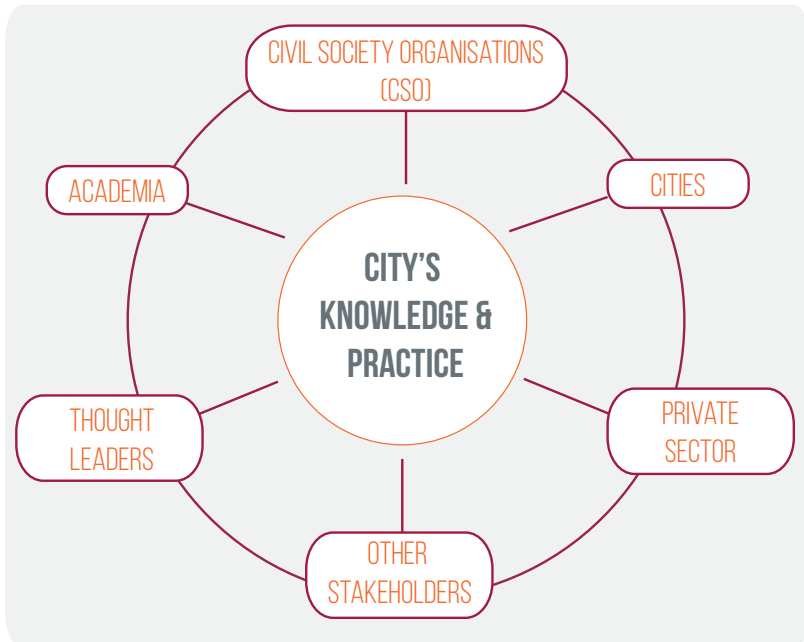 CIVIL SOCIETY ORGANISATIONS
(CSO)
ACADEMIA
CITIES
CITY'S
KNOWLEDGE &
PRACTICE
THOUGHT
LEADERS
PRIVATE
SECTOR
OTHER
STAKEHOLDERS